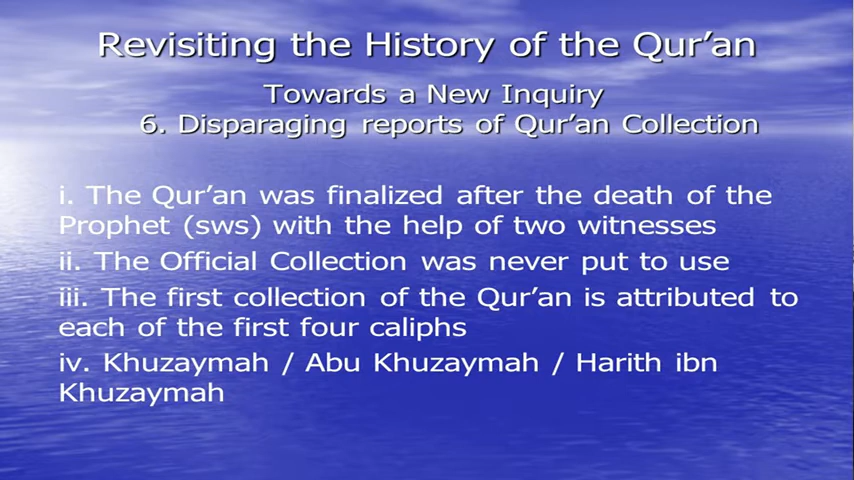 Revisiting the History of the Qur’an
Towards a New Inquiry
6. Disparaging reports of Qur’an Collection
i. The Qur’an was finalized after the death of the
Prophet (sws) with the help of two witnesses
ii. The Official Collection was never put to use
iii. The first collection of the Qur’an is attributed to
each of the first four caliphs
iv. Khuzaymah / Abu Khuzaymah / Harith ibn
Khuzaymah